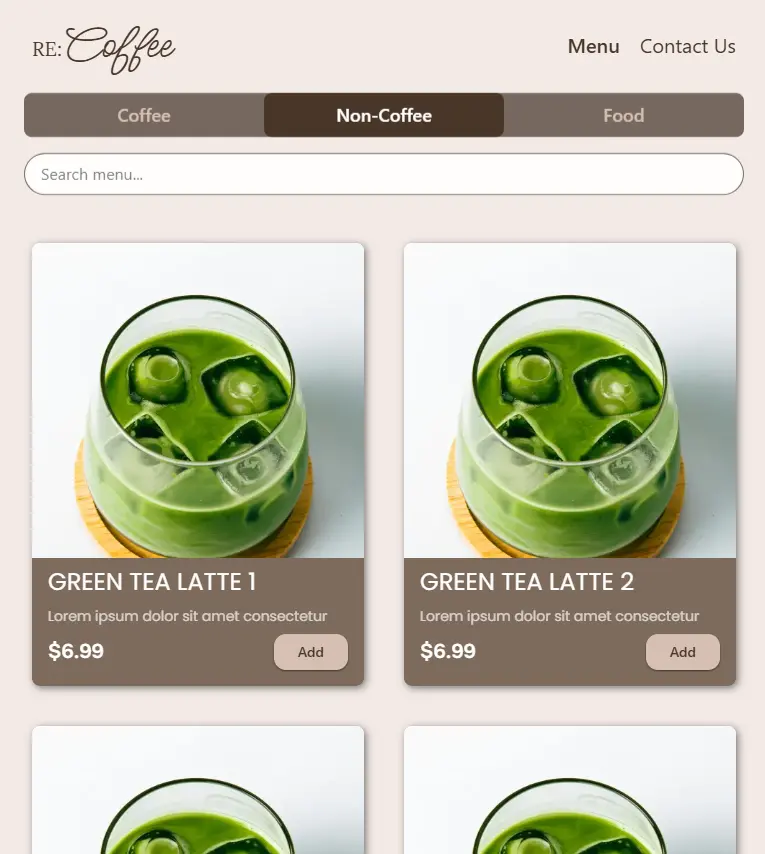 RE: Coffee
Menu Contact Us
Coffee Non-Coffee Food
Search menu...
GREEN TEA LATTE 1
Lorem ipsum dolor sit amet consectetur
$6.99 Add
GREEN TEA LATTE 2
Lorem ipsum dolor sit amet consectetur
$6.99 Add